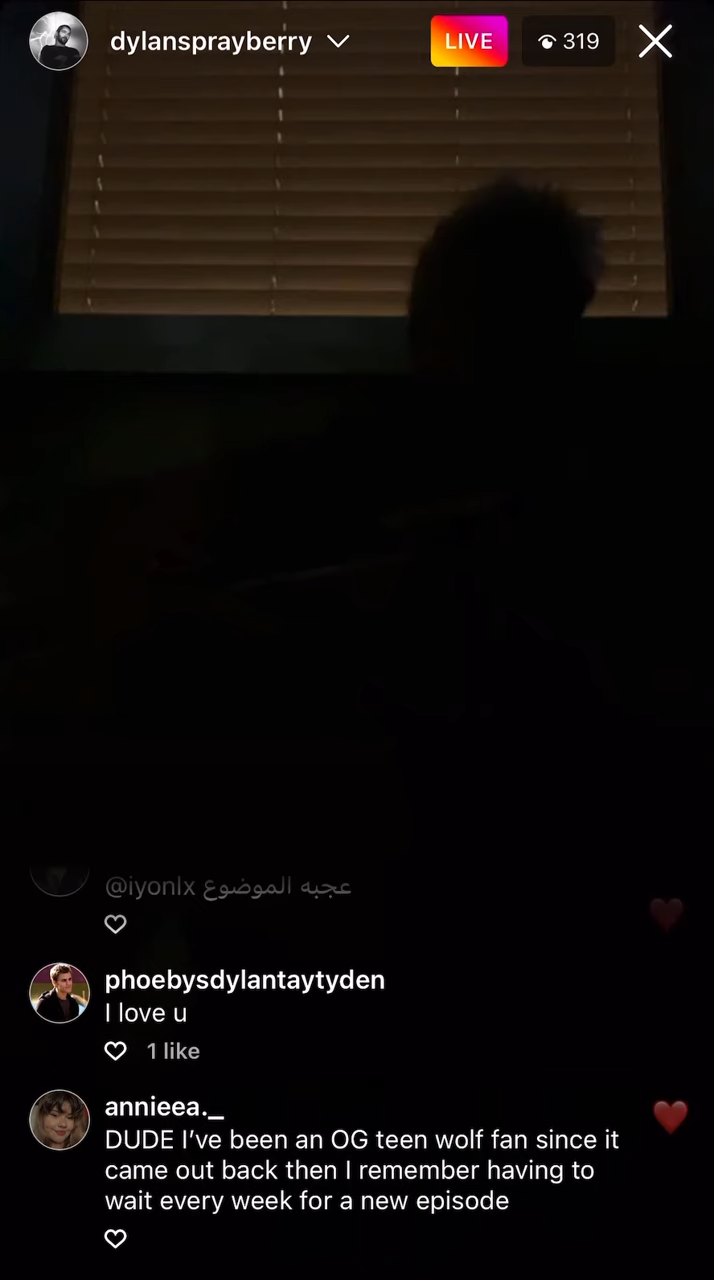 dylansprayberry
LIVE
319
@iyonlx عجبه الموضوع
phoebysdylantaytyden
I love u
1 like
annieea._
DUDE I’ve been an OG teen wolf fan since it
came out back then I remember having to
wait every week for a new episode